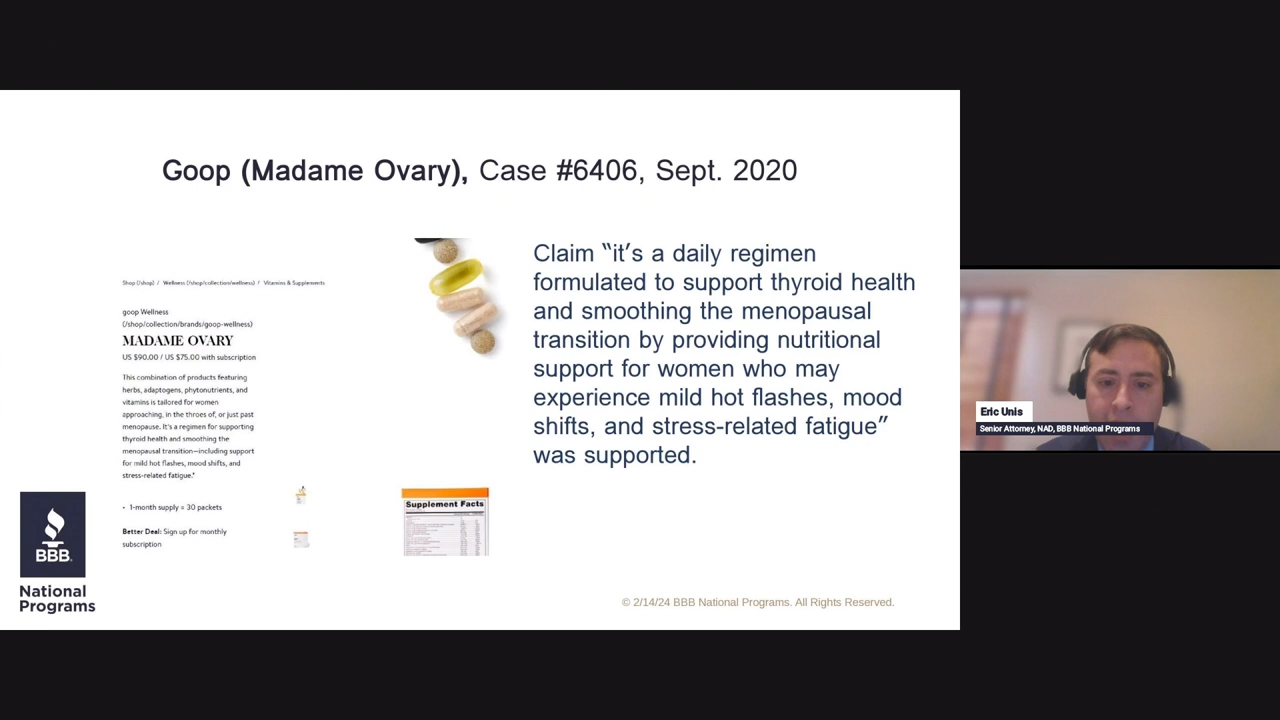 Goop (Madame Ovary), Case #6406, Sept. 2020
Shop (/shop) / Wellness (/shop/collection/wellness) / Vitamins & Supplements
goop Wellness
(/shop/collection/brands/goop-wellness)
MADAME OVARY
US $90.00 / US $75.00 with subscription
This combination of products featuring
herbs, adaptogens, phytonutrients, and
vitamins is tailored for women
approaching, in the throes of, or just past
menopause. It's a regimen for supporting
thyroid health and smoothing the
menopausal transition—including support
for mild hot flashes, mood shifts, and
stress-related fatigue.*
• 1-month supply = 30 packets
Better Deal: Sign up for monthly
subscription
Supplement Facts
Claim “it’s a daily regimen
formulated to support thyroid health
and smoothing the menopausal
transition by providing nutritional
support for women who may
experience mild hot flashes, mood
shifts, and stress-related fatigue”
was supported.
BBB.
National
Programs
© 2/14/24 BBB National Programs. All Rights Reserved.
Eric Unis
Senior Attorney, NAD, BBB National Programs